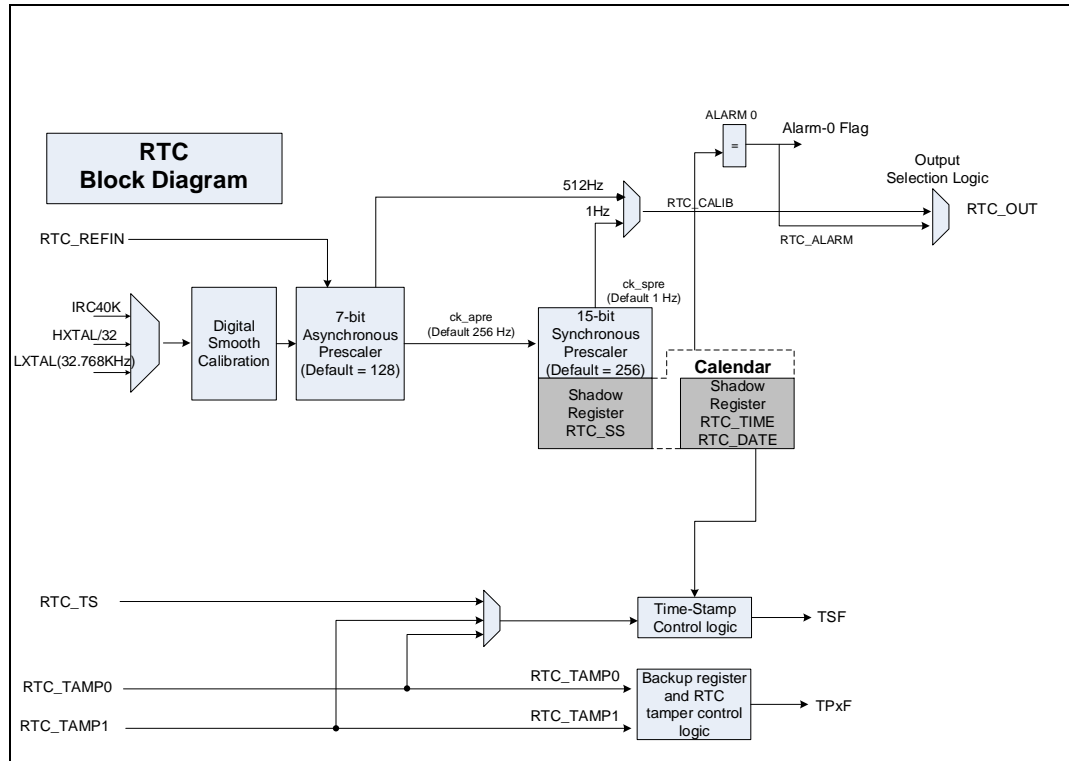 RTC
Block Diagram
ALARM 0
=
Alarm-0 Flag
Output
Selection Logic
RTC_OUT
512Hz
1Hz
RTC_CALIB
RTC_ALARM
RTC_REFIN
IRC40K
HXTAL/32
LXTAL(32.768KHz)
Digital
Smooth
Calibration
7-bit
Asynchronous
Prescaler
(Default = 128)
ck_apre
(Default 256 Hz)
ck_spre
(Default 1 Hz)
15-bit
Synchronous
Prescaler
(Default = 256)
Shadow
Register
RTC_SS
Calendar
Shadow
Register
RTC_TIME
RTC_DATE
RTC_TS
Time-Stamp
Control logic
TSF
RTC_TAMP0
RTC_TAMP0
RTC_TAMP1
RTC_TAMP1
Backup register
and RTC
tamper control
logic
TPxF